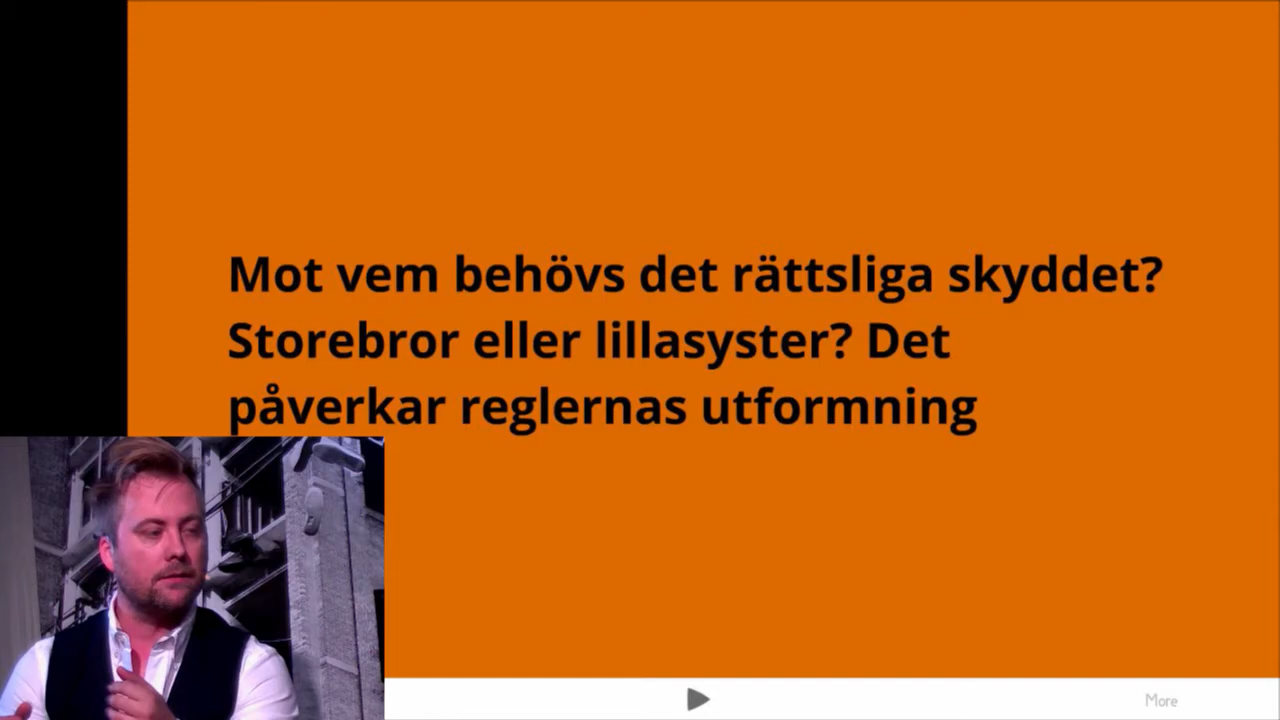 Mot vem behövs det rättsliga skyddet?
Storebror eller lillasyster? Det
påverkar reglernas utformning
More